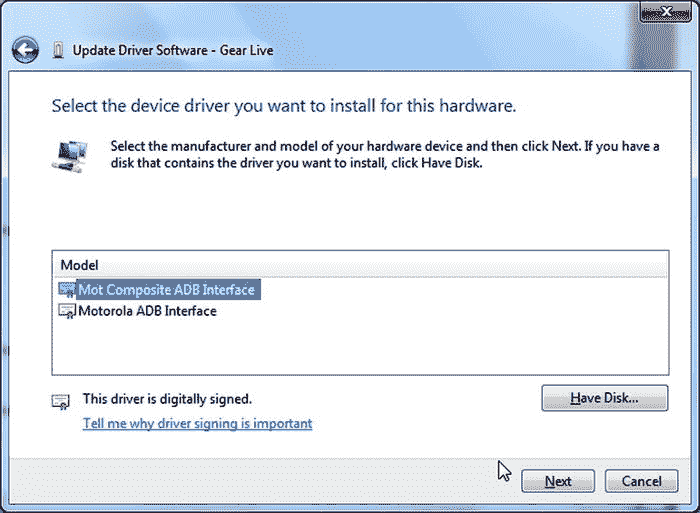 Update Driver Software - Gear Live
Select the device driver you want to install for this hardware.
Select the manufacturer and model of your hardware device and then click Next. If you have a
disk that contains the driver you want to install, click Have Disk.
Model
Mot Composite ADB Interface
Motorola ADB Interface
This driver is digitally signed.
Have Disk...
Tell me why driver signing is important
Next
Cancel